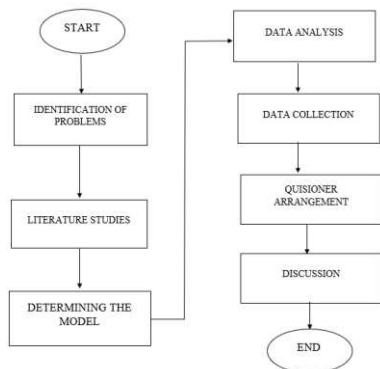 START
IDENTIFICATION OF
PROBLEMS
LITERATURE STUDIES
DETERMINING THE
MODEL
DATA ANALYSIS
DATA COLLECTION
QUISIONER
ARRANGEMENT
DISCUSSION
END